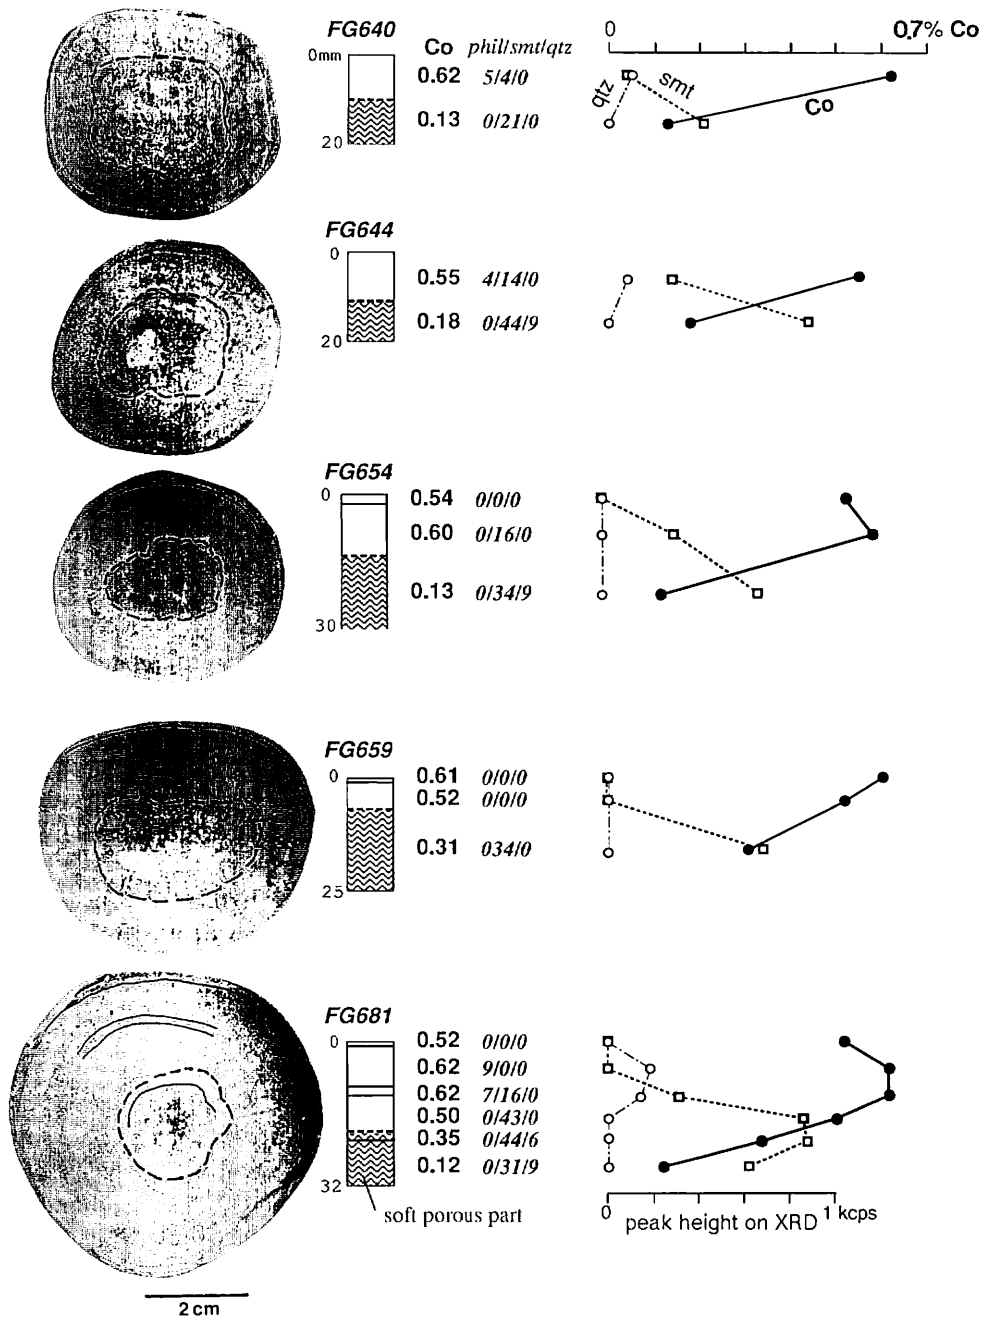 FG640
Co phil/smt/qtz
0mm
0.62 5/4/0
0.13 0/21/0
20
0 0.7% Co
qtz smt Co
FG644
0
0.55 4/14/0
0.18 0/44/9
20
FG654
0
0.54 0/0/0
0.60 0/16/0
0.13 0/34/9
30
FG659
0
0.61 0/0/0
0.52 0/0/0
0.31 034/0
25
FG681
0
0.52 0/0/0
0.62 9/0/0
0.62 7/16/0
0.50 0/43/0
0.35 0/44/6
0.12 0/31/9
32
soft porous part
0 1 kcps
peak height on XRD
2 cm